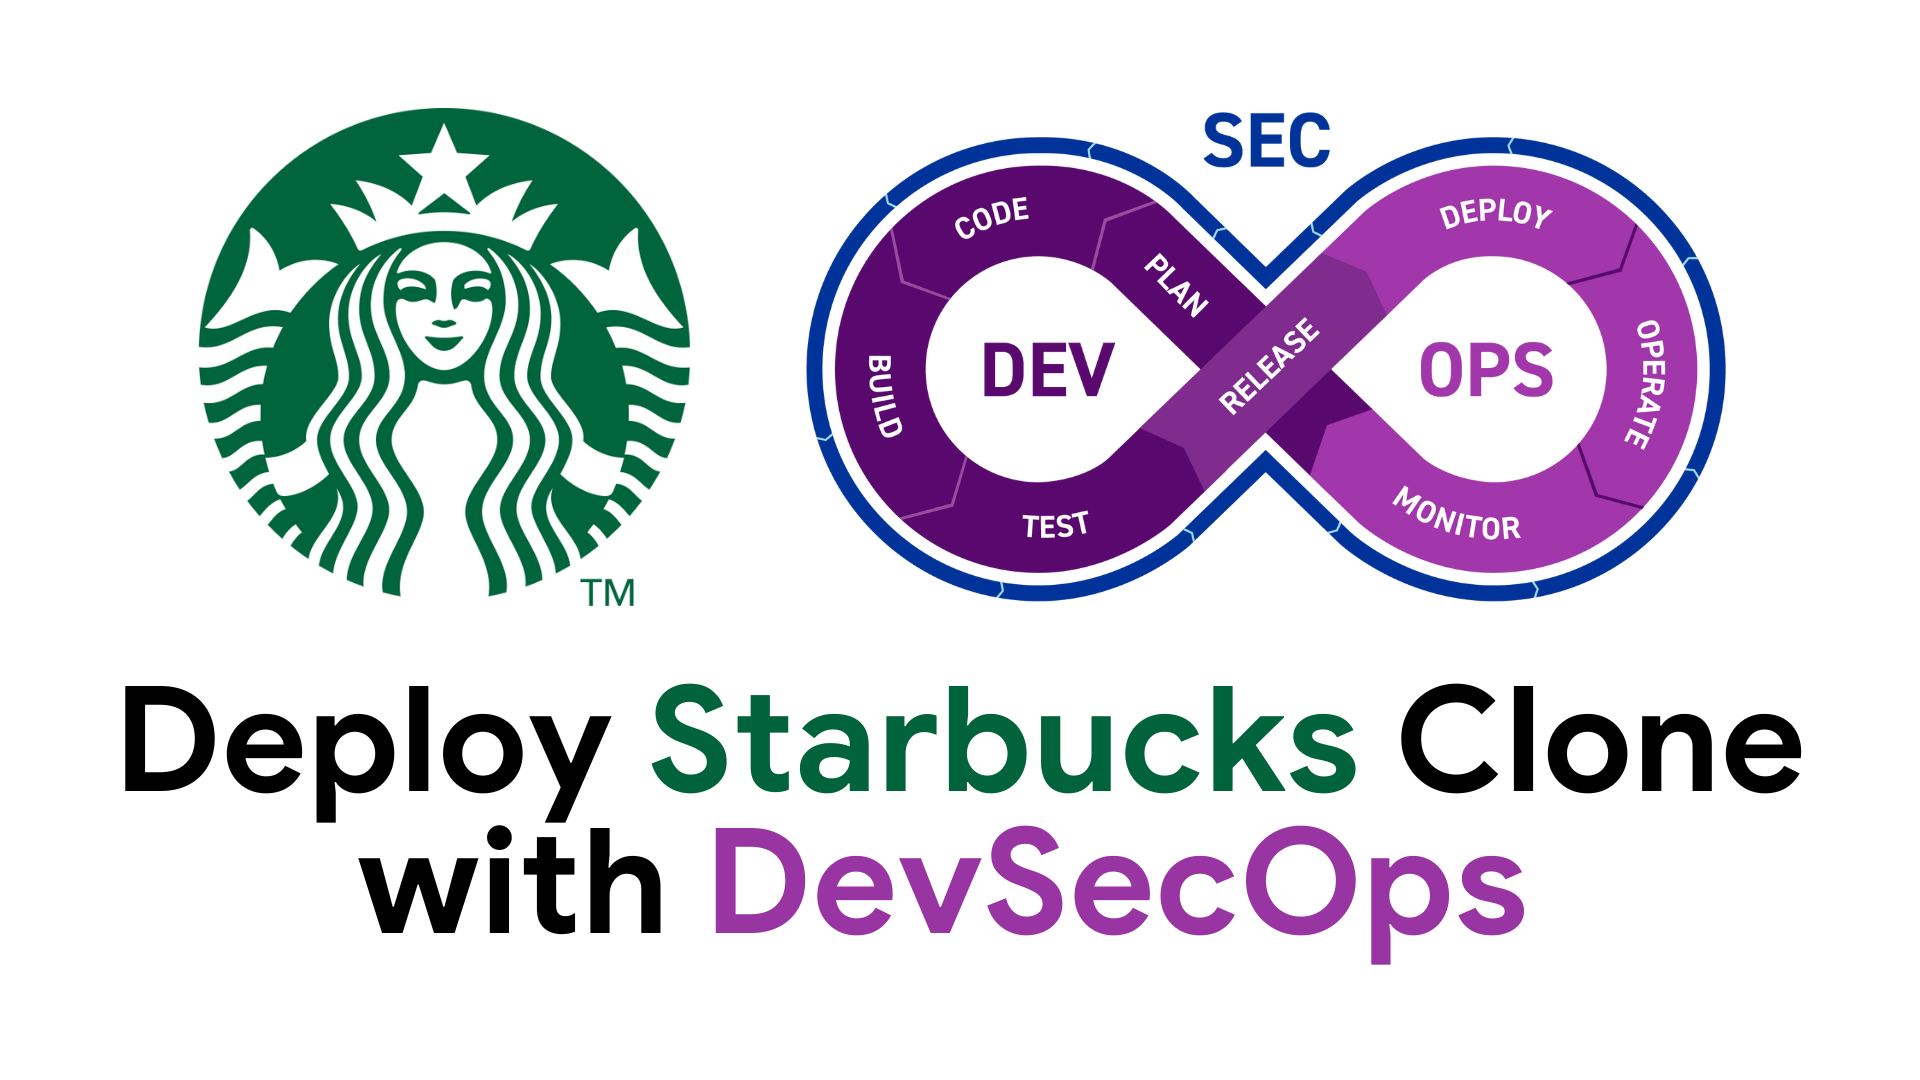 TM
SEC
DEV
OPS
PLAN
CODE
BUILD
TEST
RELEASE
DEPLOY
OPERATE
MONITOR
Deploy Starbucks Clone
with DevSecOps